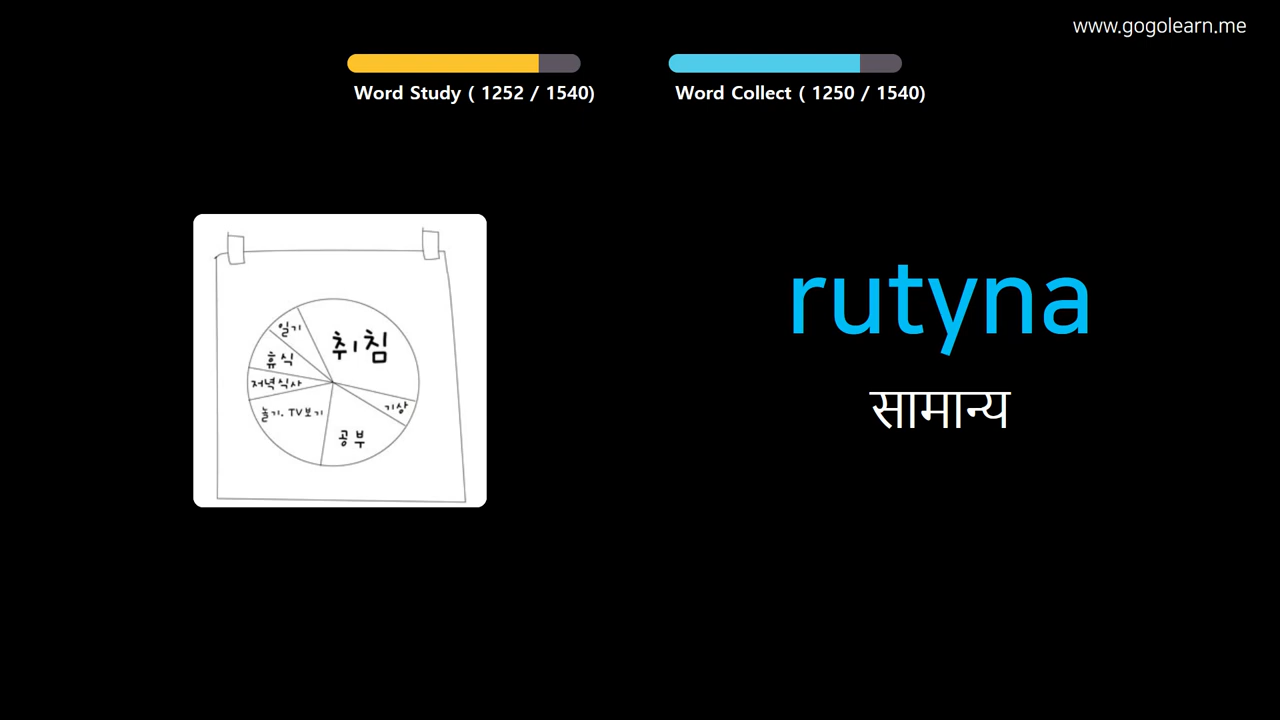 www.gogolearn.me
Word Study ( 1252 / 1540)
Word Collect ( 1250 / 1540)
일기
취침
휴식
저녁식사
기상
놀기. TV보기
공부
rutyna
सामान्य